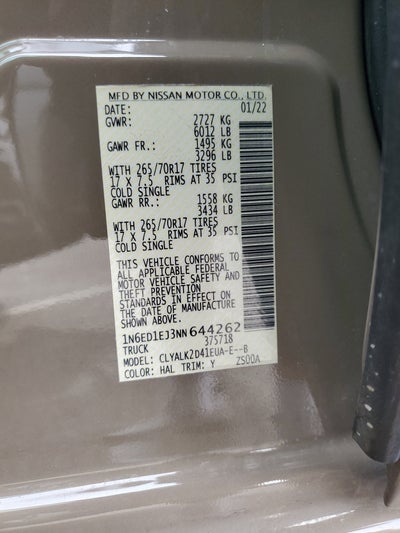 MFD BY NISSAN MOTOR CO., LTD.
DATE: 01/22
GVWR: 2727 KG
6012 LB
GAWR FR.: 1495 KG
3296 LB
WITH 265/70R17 TIRES
17 X 7.5 RIMS AT 35 PSI
COLD SINGLE
GAWR RR.: 1558 KG
3434 LB
WITH 265/70R17 TIRES
17 X 7.5 RIMS AT 35 PSI
COLD SINGLE
THIS VEHICLE CONFORMS TO
ALL APPLICABLE FEDERAL
MOTOR VEHICLE SAFETY AND
THEFT PREVENTION
STANDARDS IN EFFECT ON
THE DATE OF MANUFACTURE
SHOWN ABOVE.
1N6ED1EJ3NN644262
TRUCK 37S718
MODEL: CLYALK2D41EUA-E--B
COLOR: HAL TRIM: Y ZS00A